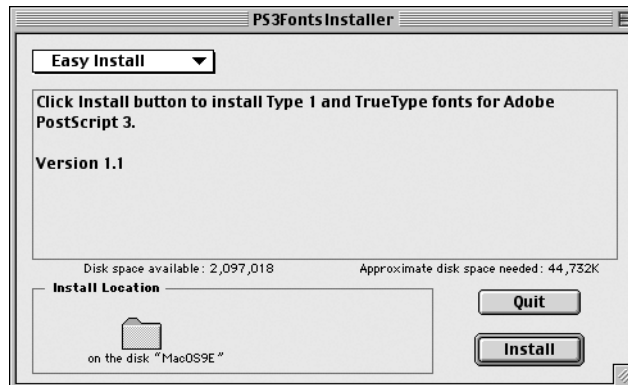 PS3FontsInstaller
Easy Install
Click Install button to install Type 1 and TrueType fonts for Adobe
PostScript 3.
Version 1.1
Disk space available: 2,097,018
Approximate disk space needed: 44,732K
Install Location
on the disk “MacOS9E”
Quit
Install